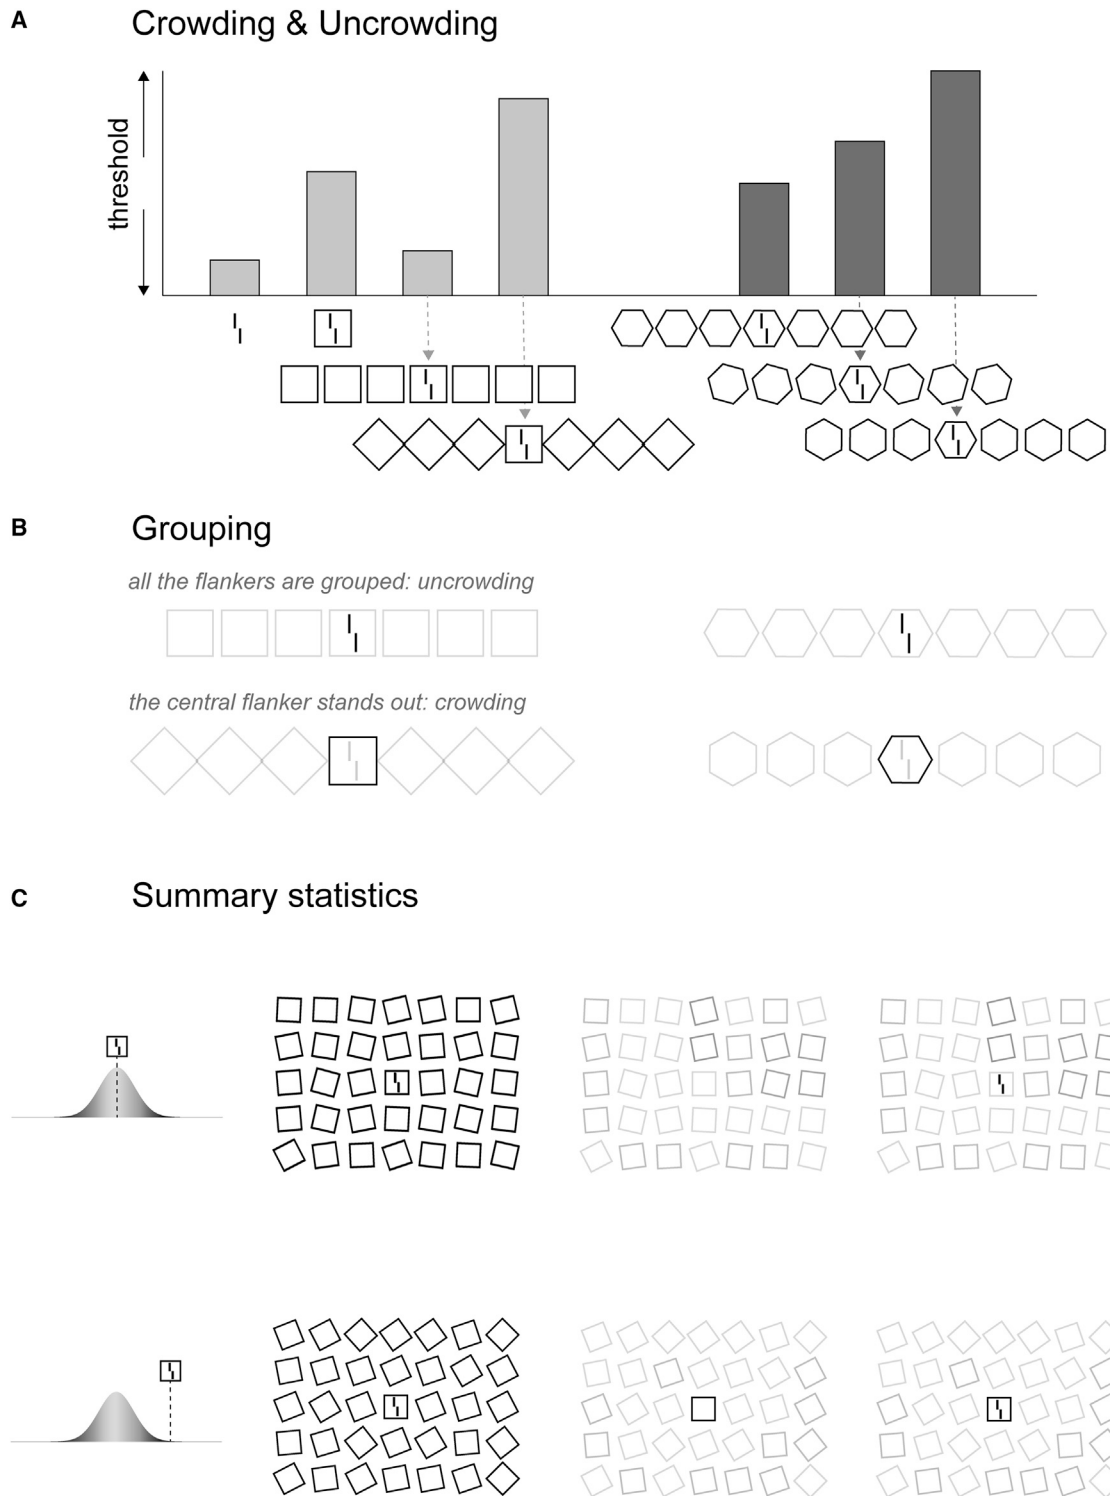 A
Crowding & Uncrowding
threshold
B
Grouping
all the flankers are grouped: uncrowding
the central flanker stands out: crowding
C
Summary statistics